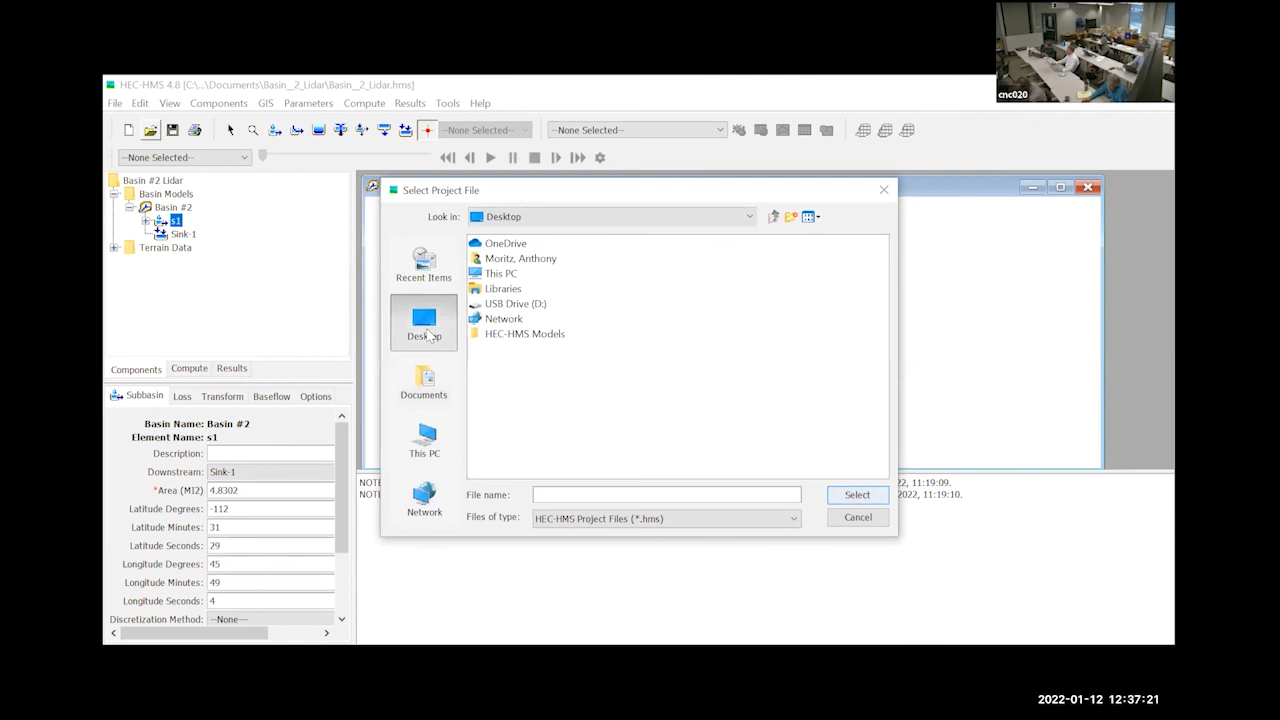 cnc020
HEC-HMS 4.8 [C:\...\Documents\Basin__2_Lidar\Basin__2_Lidar.hms]
File Edit View Components GIS Parameters Compute Results Tools Help
--None Selected-- --None Selected--
--None Selected--
Basin #2 Lidar
Basin Models
Basin #2
s1
Sink-1
Terrain Data
Components Compute Results
Subbasin Loss Transform Baseflow Options
Basin Name: Basin #2
Element Name: s1
Description:
Downstream: Sink-1
*Area (MI2) 4.8302
Latitude Degrees: -112
Latitude Minutes: 31
Latitude Seconds: 29
Longitude Degrees: 45
Longitude Minutes: 49
Longitude Seconds: 4
Discretization Method: --None--
Select Project File
Look in: Desktop
Recent Items
Desktop
Documents
This PC
Network
OneDrive
Moritz, Anthony
This PC
Libraries
USB Drive (D:)
Network
HEC-HMS Models
File name: Select
Files of type: HEC-HMS Project Files (*.hms) Cancel
NOTE 22, 11:19:09.
NOTE 2022, 11:19:10.
2022-01-12 12:37:21